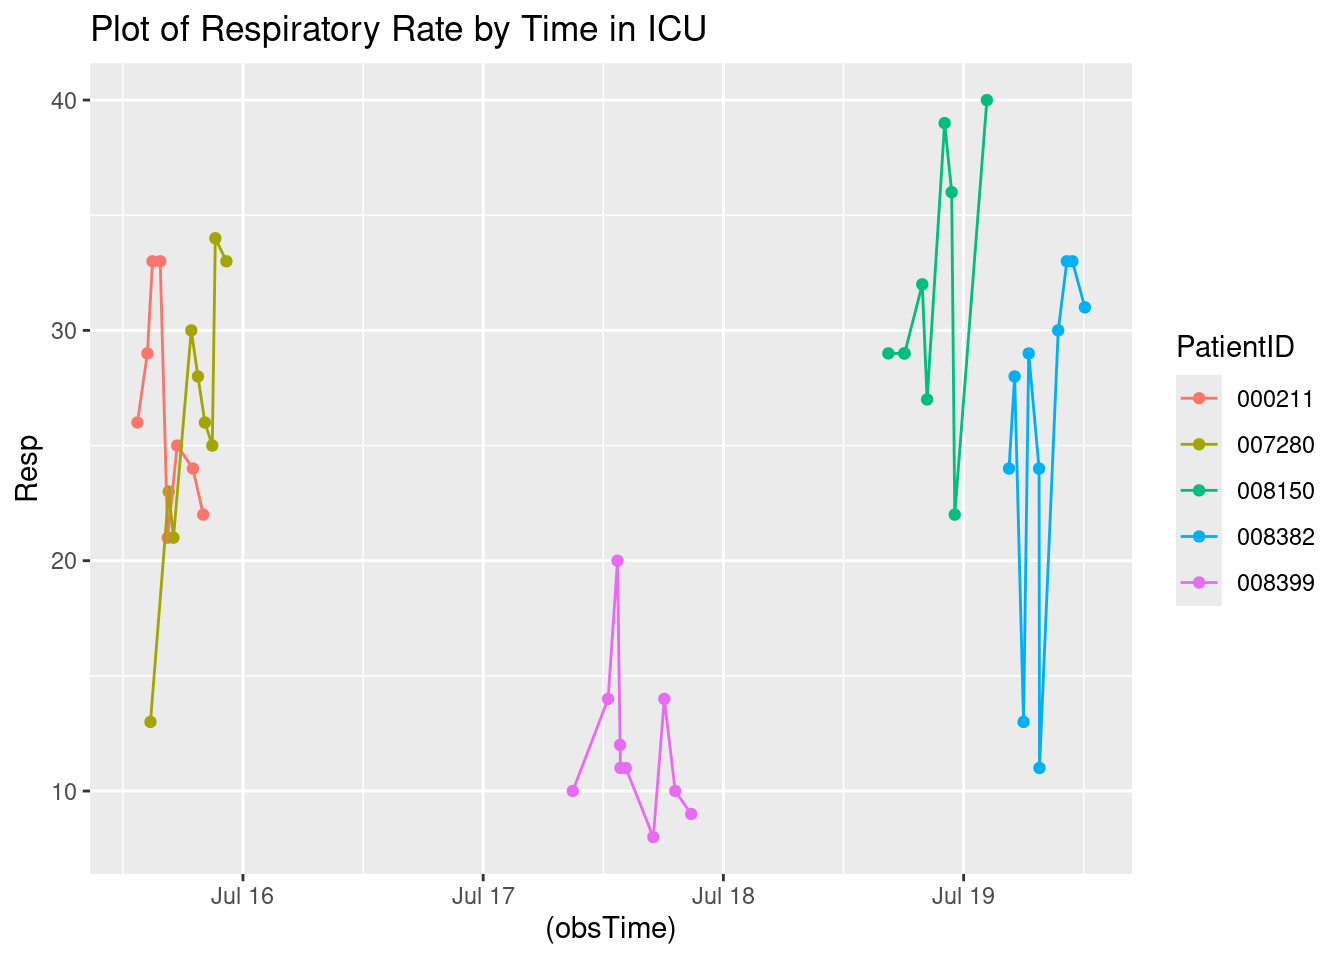 Plot of Respiratory Rate by Time in ICU
40
30
20
10
Resp
Jul 16 Jul 17 Jul 18 Jul 19
(obsTime)
PatientID
000211
007280
008150
008382
008399